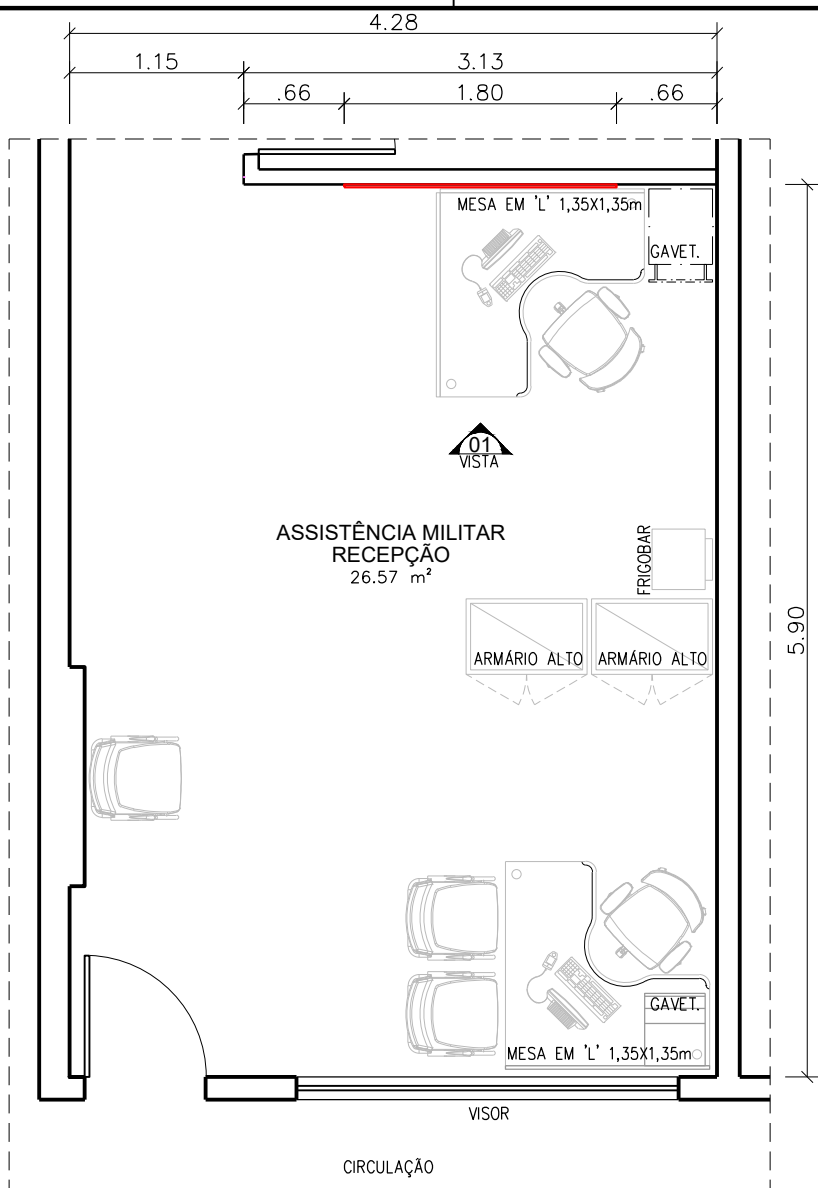 4.28
1.15
3.13
.66
1.80
.66
MESA EM 'L' 1,35X1,35m
GAVET.
01
VISTA
ASSISTÊNCIA MILITAR
RECEPÇÃO
26.57 m²
FRIGOBAR
5.90
ARMÁRIO ALTO
ARMÁRIO ALTO
GAVET.
MESA EM 'L' 1,35X1,35m
VISOR
CIRCULAÇÃO